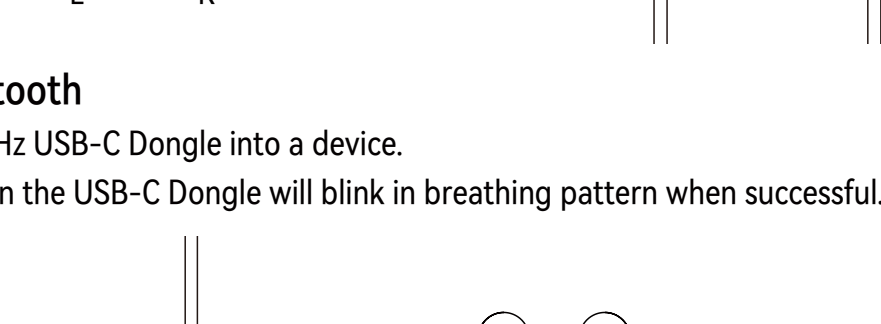 tooth
Hz USB-C Dongle into a device.
n the USB-C Dongle will blink in breathing pattern when successful.